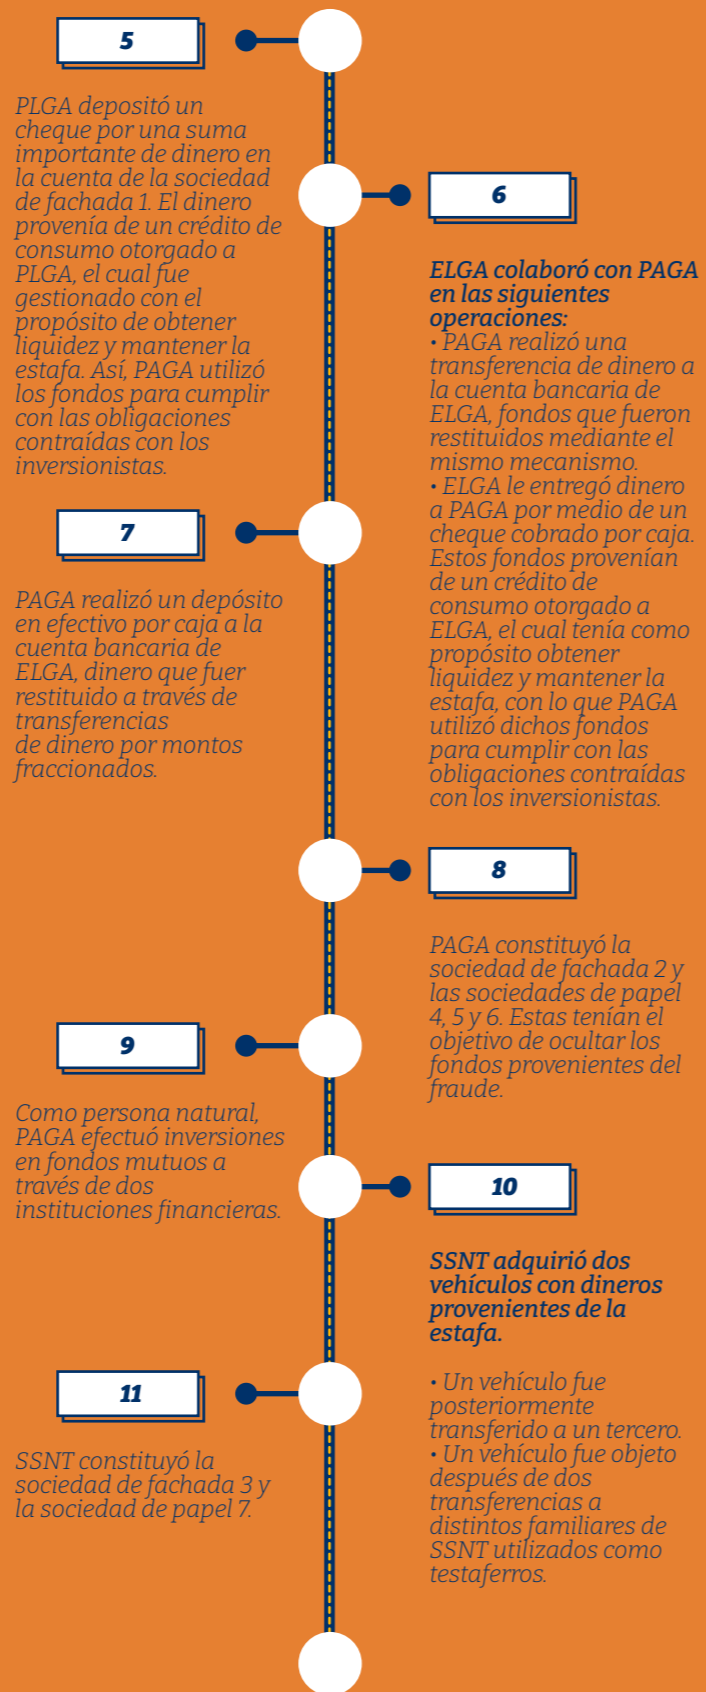 5
PLGA depositó un
cheque por una suma
importante de dinero en
la cuenta de la sociedad
de fachada 1. El dinero
provenía de un crédito de
consumo otorgado a
PLGA, el cual fue
gestionado con el
propósito de obtener
liquidez y mantener la
estafa. Así, PAGA utilizó
los fondos para cumplir
con las obligaciones
contraídas con los
inversionistas.
6
ELGA colaboró con PAGA
en las siguientes
operaciones:
• PAGA realizó una
transferencia de dinero a
la cuenta bancaria de
ELGA, fondos que fueron
restituidos mediante el
mismo mecanismo.
• ELGA le entregó dinero
a PAGA por medio de un
cheque cobrado por caja.
Estos fondos provenían
de un crédito de
consumo otorgado a
ELGA, el cual tenía como
propósito obtener
liquidez y mantener la
estafa, con lo que PAGA
utilizó dichos fondos
para cumplir con las
obligaciones contraídas
con los inversionistas.
7
PAGA realizó un depósito
en efectivo por caja a la
cuenta bancaria de
ELGA, dinero que fuer
restituido a través de
transferencias
de dinero por montos
fraccionados.
8
PAGA constituyó la
sociedad de fachada 2 y
las sociedades de papel
4, 5 y 6. Estas tenían el
objetivo de ocultar los
fondos provenientes del
fraude.
9
Como persona natural,
PAGA efectuó inversiones
en fondos mutuos a
través de dos
instituciones financieras.
10
SSNT adquirió dos
vehículos con dineros
provenientes de la
estafa.
• Un vehículo fue
posteriormente
transferido a un tercero.
• Un vehículo fue objeto
después de dos
transferencias a
distintos familiares de
SSNT utilizados como
testaferros.
11
SSNT constituyó la
sociedad de fachada 3 y
la sociedad de papel 7.